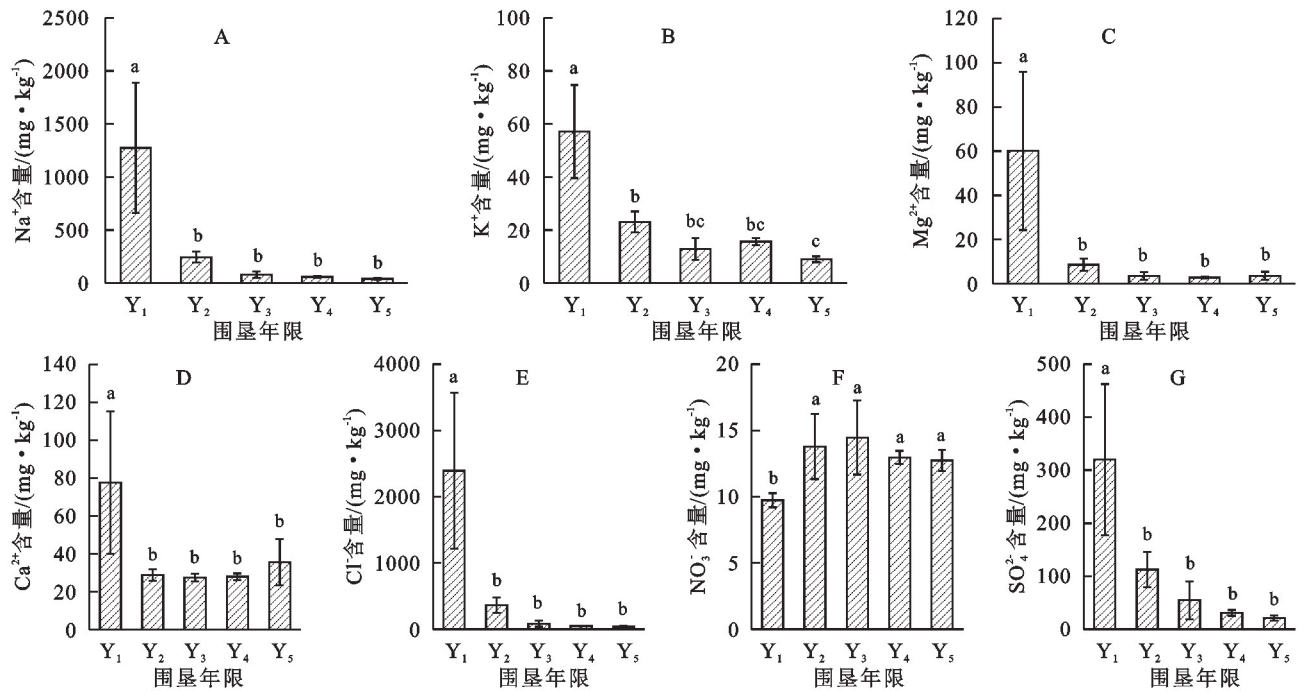 A
Na⁺含量/(mg·kg⁻¹)
2500
2000
1500
1000
500
0
a
b
b
b
b
Y₁ Y₂ Y₃ Y₄ Y₅
围垦年限
B
K⁺含量/(mg·kg⁻¹)
100
80
60
40
20
0
a
b
bc
bc
c
Y₁ Y₂ Y₃ Y₄ Y₅
围垦年限
C
Mg²⁺含量/(mg·kg⁻¹)
120
100
80
60
40
20
0
a
b
b
b
b
Y₁ Y₂ Y₃ Y₄ Y₅
围垦年限
D
Ca²⁺含量/(mg·kg⁻¹)
140
120
100
80
60
40
20
0
a
b
b
b
b
Y₁ Y₂ Y₃ Y₄ Y₅
围垦年限
E
Cl⁻含量/(mg·kg⁻¹)
4000
3000
2000
1000
0
a
b
b
b
b
Y₁ Y₂ Y₃ Y₄ Y₅
围垦年限
F
NO₃⁻含量/(mg·kg⁻¹)
20
15
10
5
0
b
a
a
a
a
Y₁ Y₂ Y₃ Y₄ Y₅
围垦年限
G
SO₄²⁻含量/(mg·kg⁻¹)
500
400
300
200
100
0
a
b
b
b
b
Y₁ Y₂ Y₃ Y₄ Y₅
围垦年限